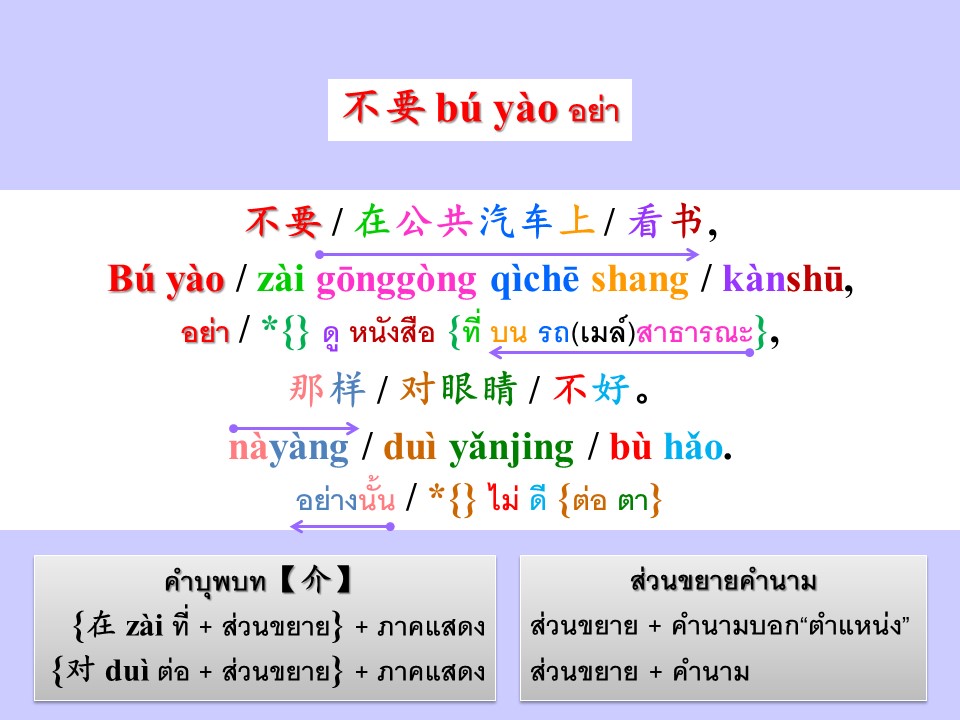 不要 bú yào อย่า
不要 / 在公共汽车上 / 看书,
Bú yào / zài gōnggòng qìchē shang / kànshū,
อย่า / *{} ดู หนังสือ {ที่ บน รถ(เมล์)สาธารณะ},
那样 / 对眼睛 / 不好。
nàyàng / duì yǎnjing / bù hǎo.
อย่างนั้น / *{} ไม่ ดี {ต่อ ตา}
คำบุพบท【介】
{在 zài ที่ + ส่วนขยาย} + ภาคแสดง
{对 duì ต่อ + ส่วนขยาย} + ภาคแสดง
ส่วนขยายคำนาม
ส่วนขยาย + คำนามบอก“ตำแหน่ง”
ส่วนขยาย + คำนาม